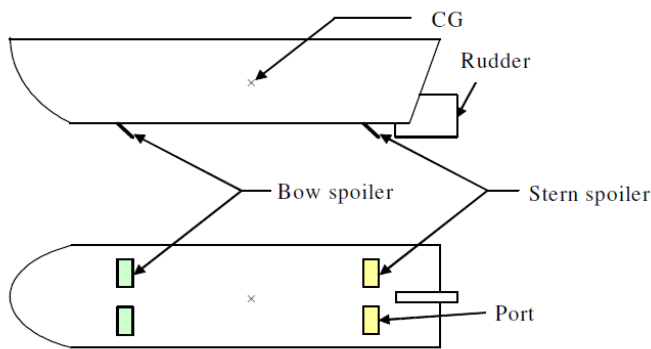 CG
Rudder
Bow spoiler
Stern spoiler
Port